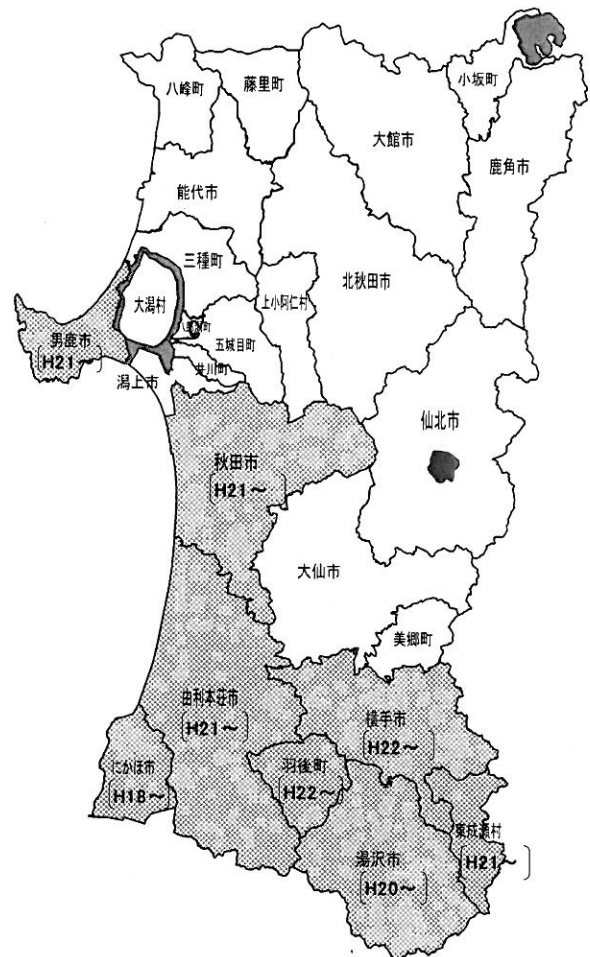 八峰町
藤里町
小坂町
大館市
鹿角市
能代市
三種町
北秋田市
上小阿仁村
大潟村
男鹿市
[H21～]
五城目町
井川町
潟上市
仙北市
秋田市
[H21～]
大仙市
美郷町
由利本荘市
[H21～]
横手市
[H22～]
にかほ市
[H18～]
羽後町
[H22～]
東成瀬村
[H21～]
湯沢市
[H20～]